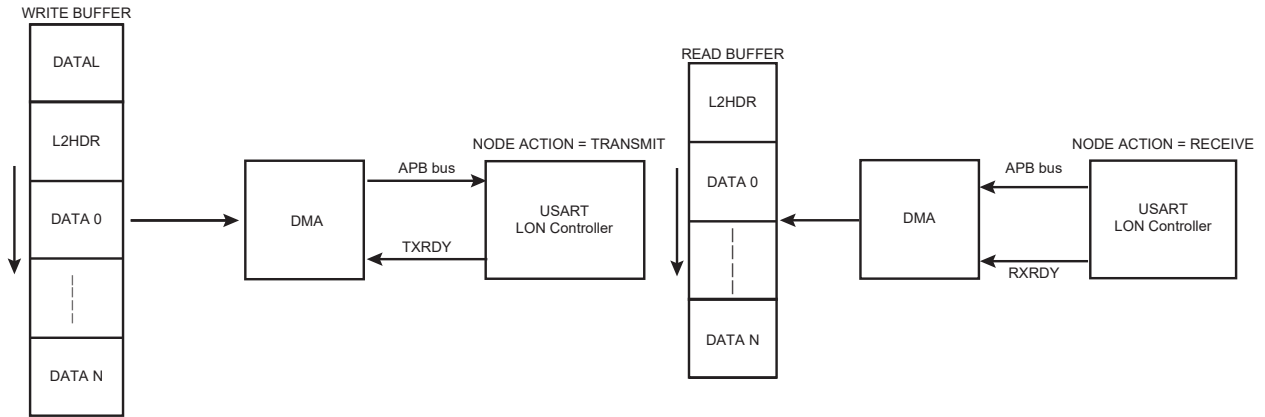 WRITE BUFFER
DATAL
L2HDR
DATA 0
DATA N
DMA
APB bus
TXRDY
NODE ACTION = TRANSMIT
USART
LON Controller
READ BUFFER
L2HDR
DATA 0
DATA N
DMA
APB bus
RXRDY
NODE ACTION = RECEIVE
USART
LON Controller